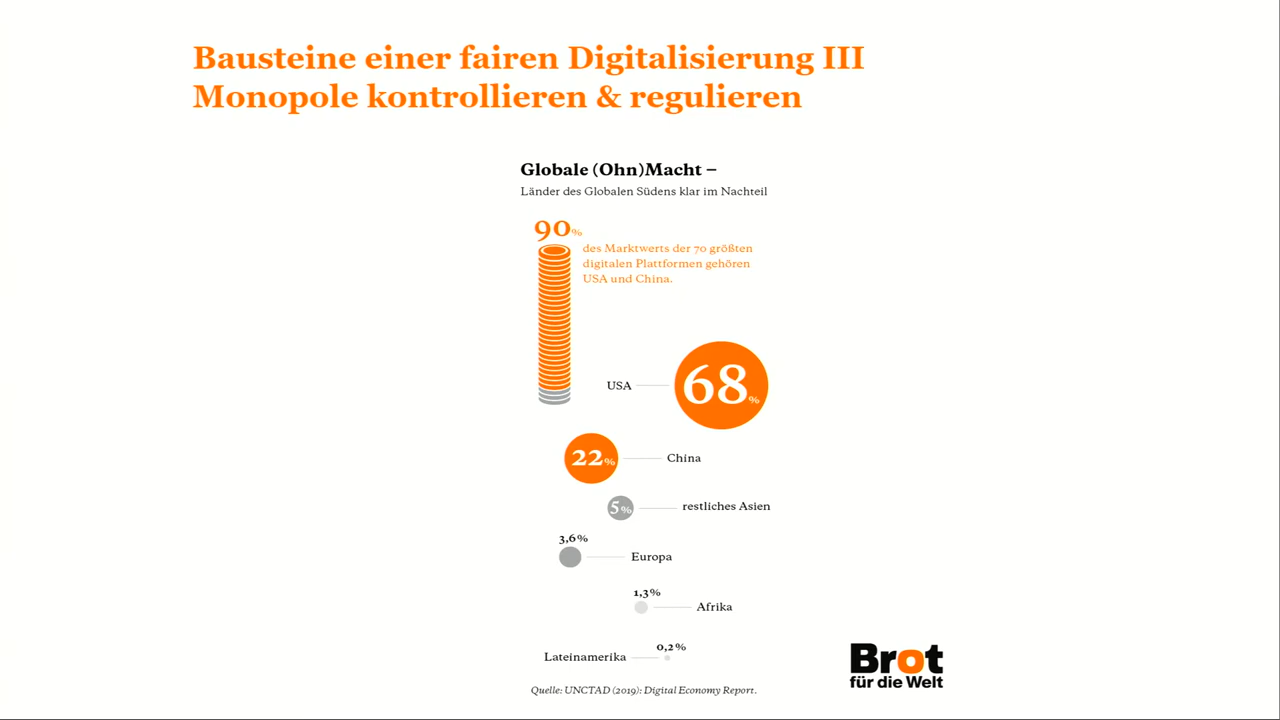 Bausteine einer fairen Digitalisierung III
Monopole kontrollieren & regulieren
Globale (Ohn)Macht –
Länder des Globalen Südens klar im Nachteil
90%
des Marktwerts der 70 größten
digitalen Plattformen gehören
USA und China.
USA 68%
22% China
5% restliches Asien
3,6%
Europa
1,3%
Afrika
0,2%
Lateinamerika
Quelle: UNCTAD (2019): Digital Economy Report.
Brot
für die Welt